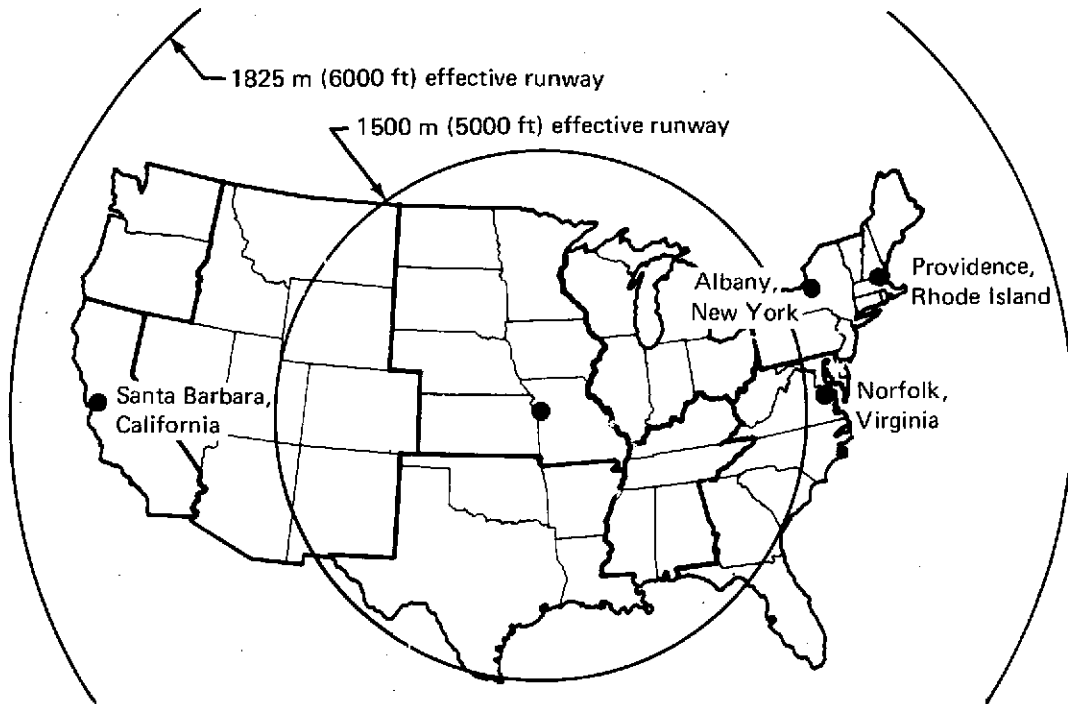 1825 m (6000 ft) effective runway
1500 m (5000 ft) effective runway
Albany,
New York
Providence,
Rhode Island
Santa Barbara,
California
Norfolk,
Virginia